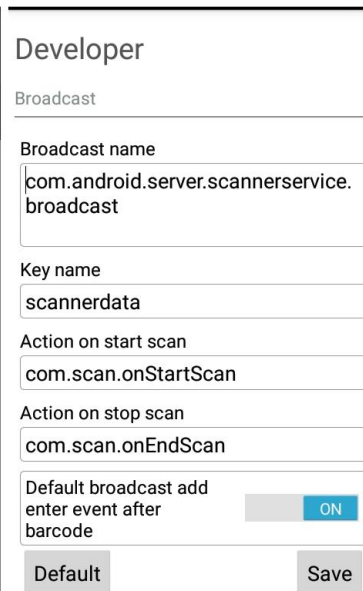 Developer
Broadcast
Broadcast name
com.android.server.scannerservice.
broadcast
Key name
scannerdata
Action on start scan
com.scan.onStartScan
Action on stop scan
com.scan.onEndScan
Default broadcast add
enter event after
barcode
ON
Default
Save